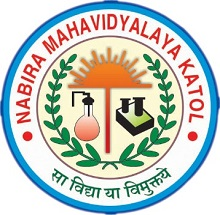 • NABIRA MAHAVIDYALAYA KATOL •
सा विद्या या विमुक्तये